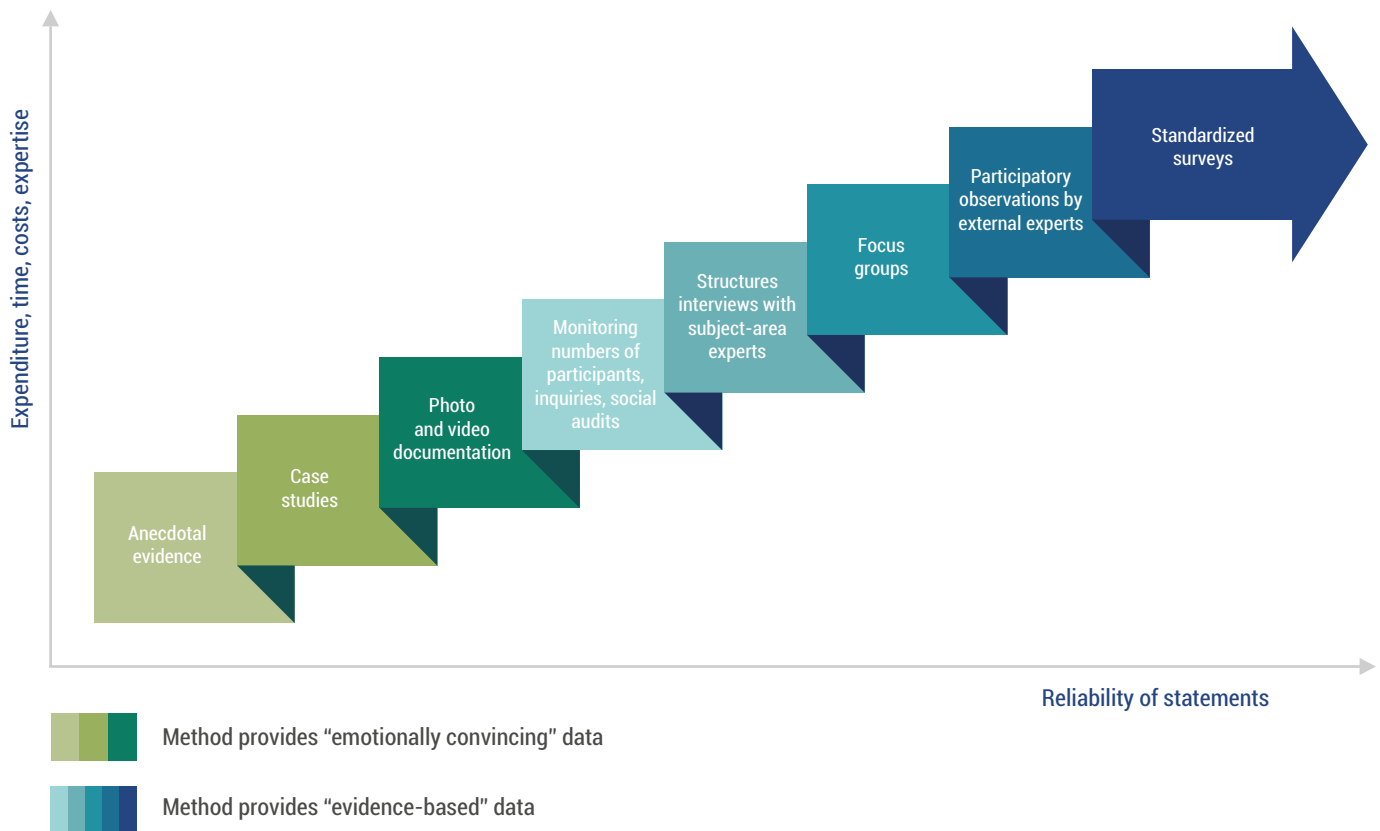 Expenditure, time, costs, expertise
Standardized
surveys
Participatory
observations by
external experts
Focus
groups
Structures
interviews with
subject-area
experts
Monitoring
numbers of
participants,
inquiries, social
audits
Photo
and video
documentation
Case
studies
Anecdotal
evidence
Reliability of statements
Method provides “emotionally convincing” data
Method provides “evidence-based” data